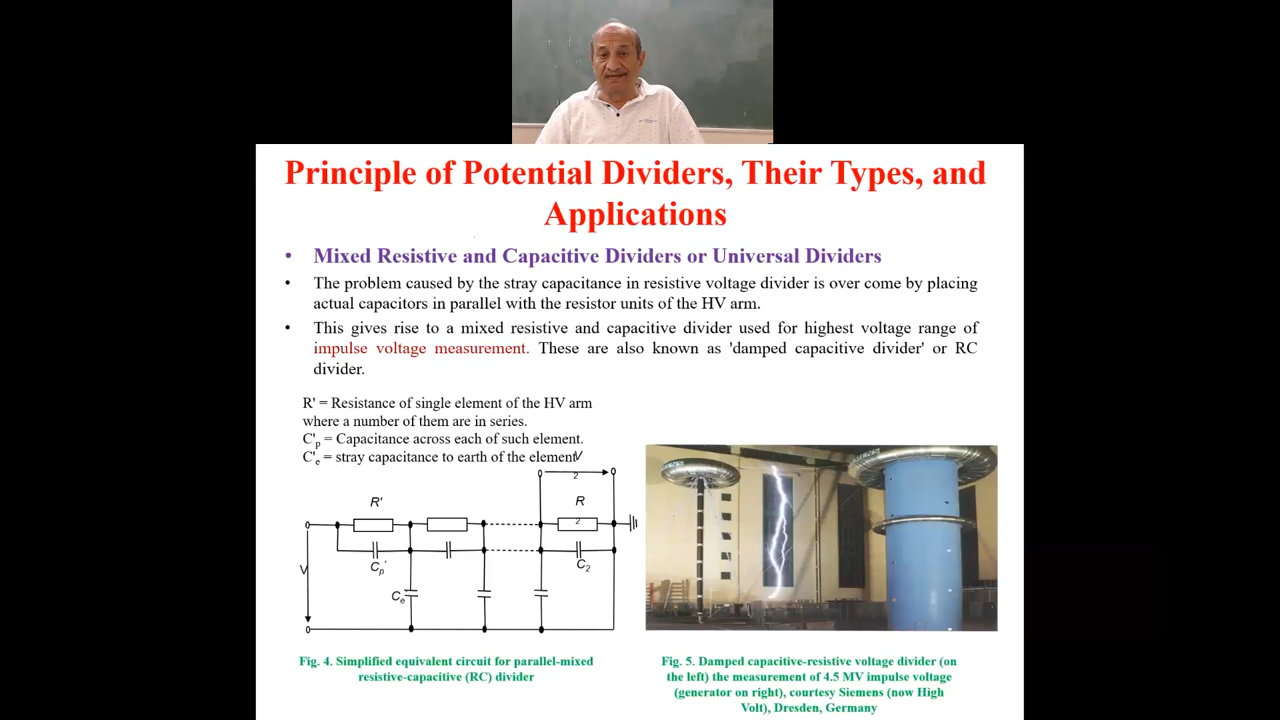 Principle of Potential Dividers, Their Types, and
Applications
• Mixed Resistive and Capacitive Dividers or Universal Dividers
• The problem caused by the stray capacitance in resistive voltage divider is over come by placing
actual capacitors in parallel with the resistor units of the HV arm.
• This gives rise to a mixed resistive and capacitive divider used for highest voltage range of
impulse voltage measurement. These are also known as 'damped capacitive divider' or RC
divider.
R' = Resistance of single element of the HV arm
where a number of them are in series.
C'p = Capacitance across each of such element.
C'e = stray capacitance to earth of the element
V
2
R'
R
2
Cp'
C2
V
Ce'
Fig. 4. Simplified equivalent circuit for parallel-mixed
resistive-capacitive (RC) divider
Fig. 5. Damped capacitive-resistive voltage divider (on
the left) the measurement of 4.5 MV impulse voltage
(generator on right), courtesy Siemens (now High
Volt), Dresden, Germany